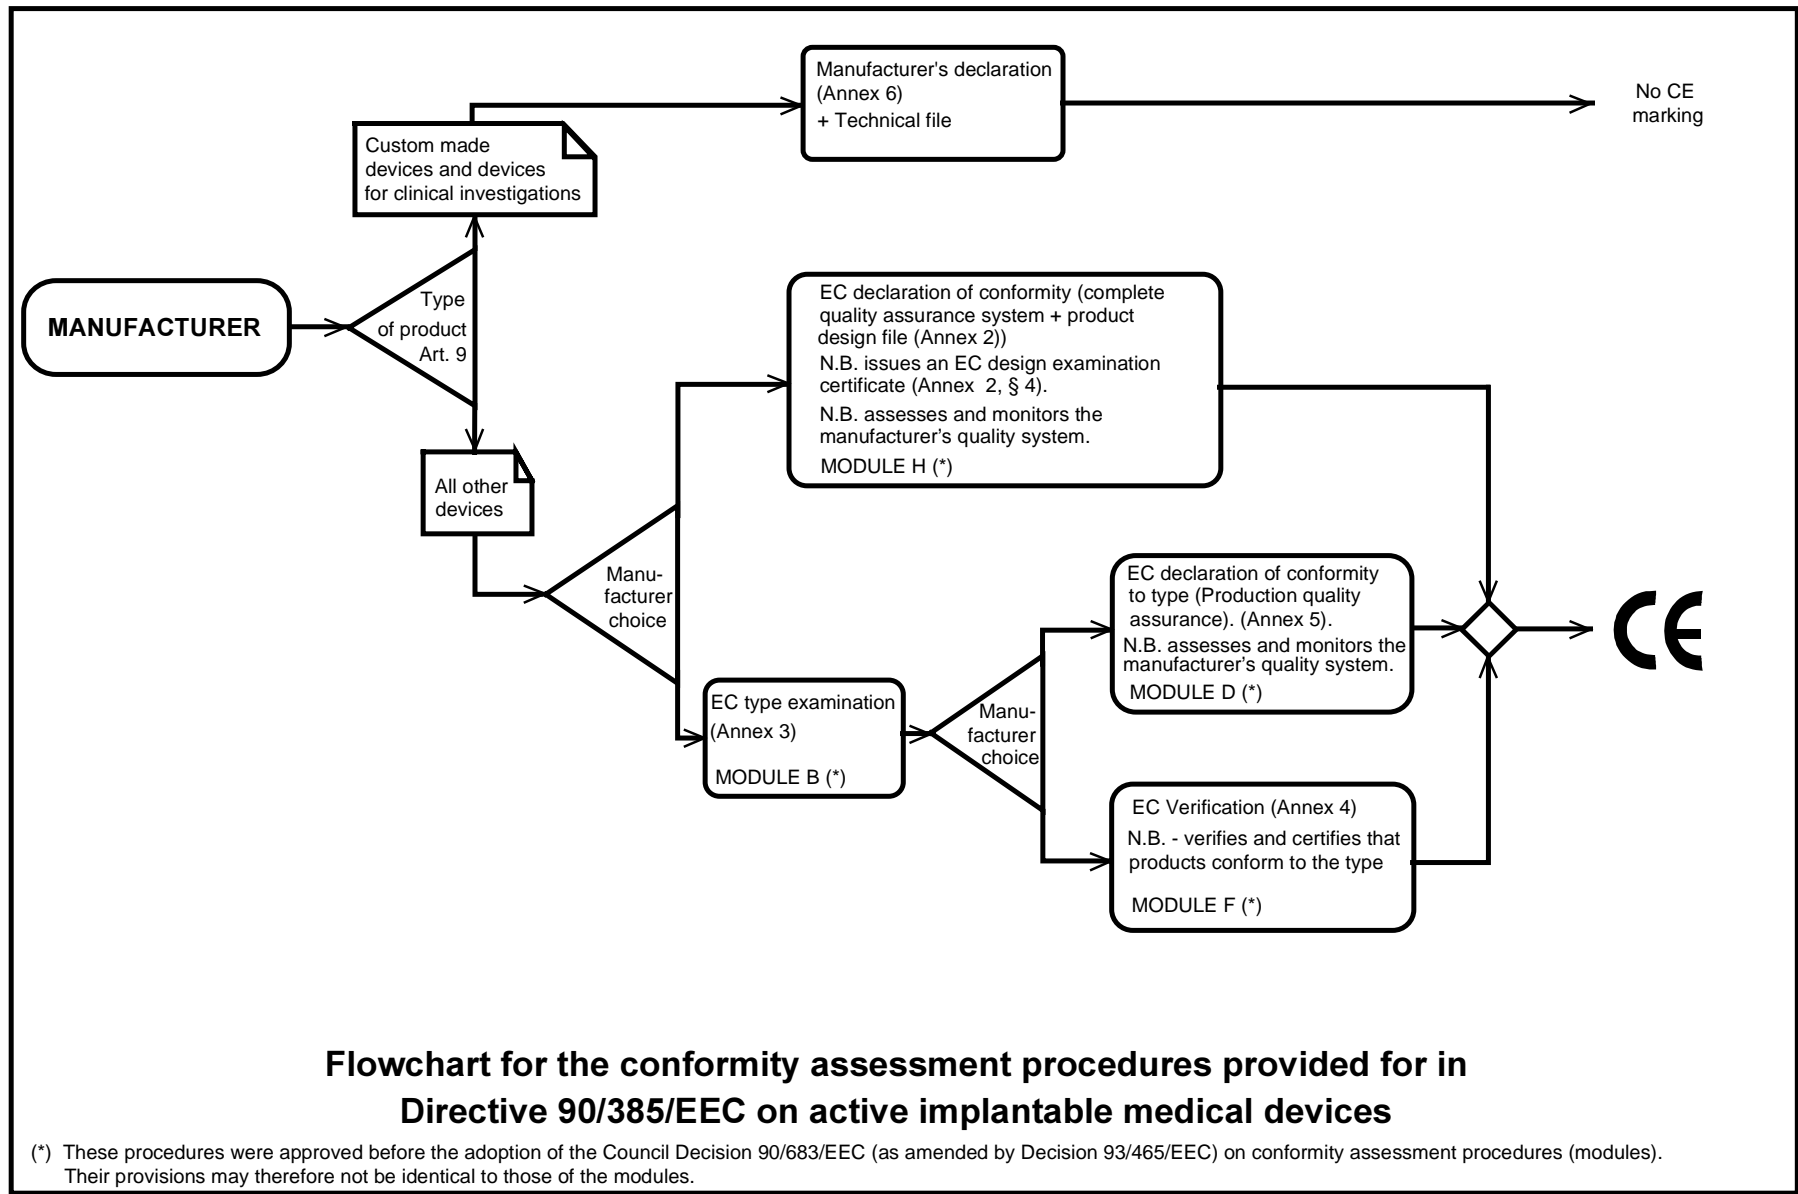 Manufacturer's declaration
(Annex 6)
+ Technical file
No CE
marking
Custom made
devices and devices
for clinical investigations
MANUFACTURER
Type
of product
Art. 9
EC declaration of conformity (complete
quality assurance system + product
design file (Annex 2))
N.B. issues an EC design examination
certificate (Annex  2, § 4).
N.B. assesses and monitors the
manufacturer’s quality system.
MODULE H (*)
All other
devices
Manu-
facturer
choice
EC declaration of conformity
to type (Production quality
assurance). (Annex 5).
N.B. assesses and monitors the
manufacturer’s quality system.
MODULE D (*)
CE
EC type examination
(Annex 3)
MODULE B (*)
Manu-
facturer
choice
EC Verification (Annex 4)
N.B. - verifies and certifies that
products conform to the type
MODULE F (*)
Flowchart for the conformity assessment procedures provided for in
Directive 90/385/EEC on active implantable medical devices
(*) These procedures were approved before the adoption of the Council Decision 90/683/EEC (as amended by Decision 93/465/EEC) on conformity assessment procedures (modules).
Their provisions may therefore not be identical to those of the modules.